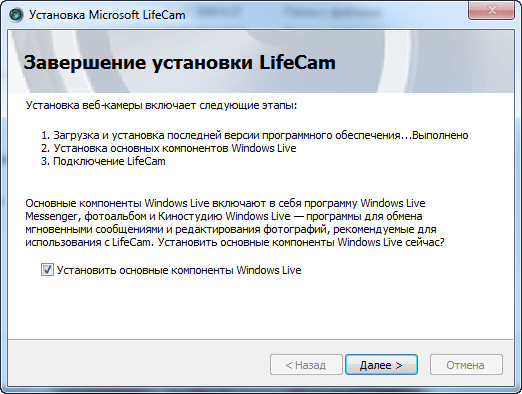 Установка Microsoft LifeCam
Завершение установки LifeCam
Установка веб-камеры включает следующие этапы:
1. Загрузка и установка последней версии программного обеспечения...Выполнено
2. Установка основных компонентов Windows Live
3. Подключение LifeCam
Основные компоненты Windows Live включают в себя программу Windows Live
Messenger, фотоальбом и Киностудию Windows Live — программы для обмена
мгновенными сообщениями и редактирования фотографий, рекомендуемые для
использования с LifeCam. Установить основные компоненты Windows Live сейчас?
Установить основные компоненты Windows Live
< Назад
Далее >
Отмена